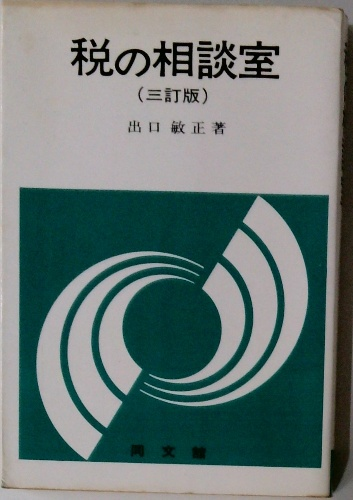 税の相談室
（三訂版）
出口敏正著
同文舘